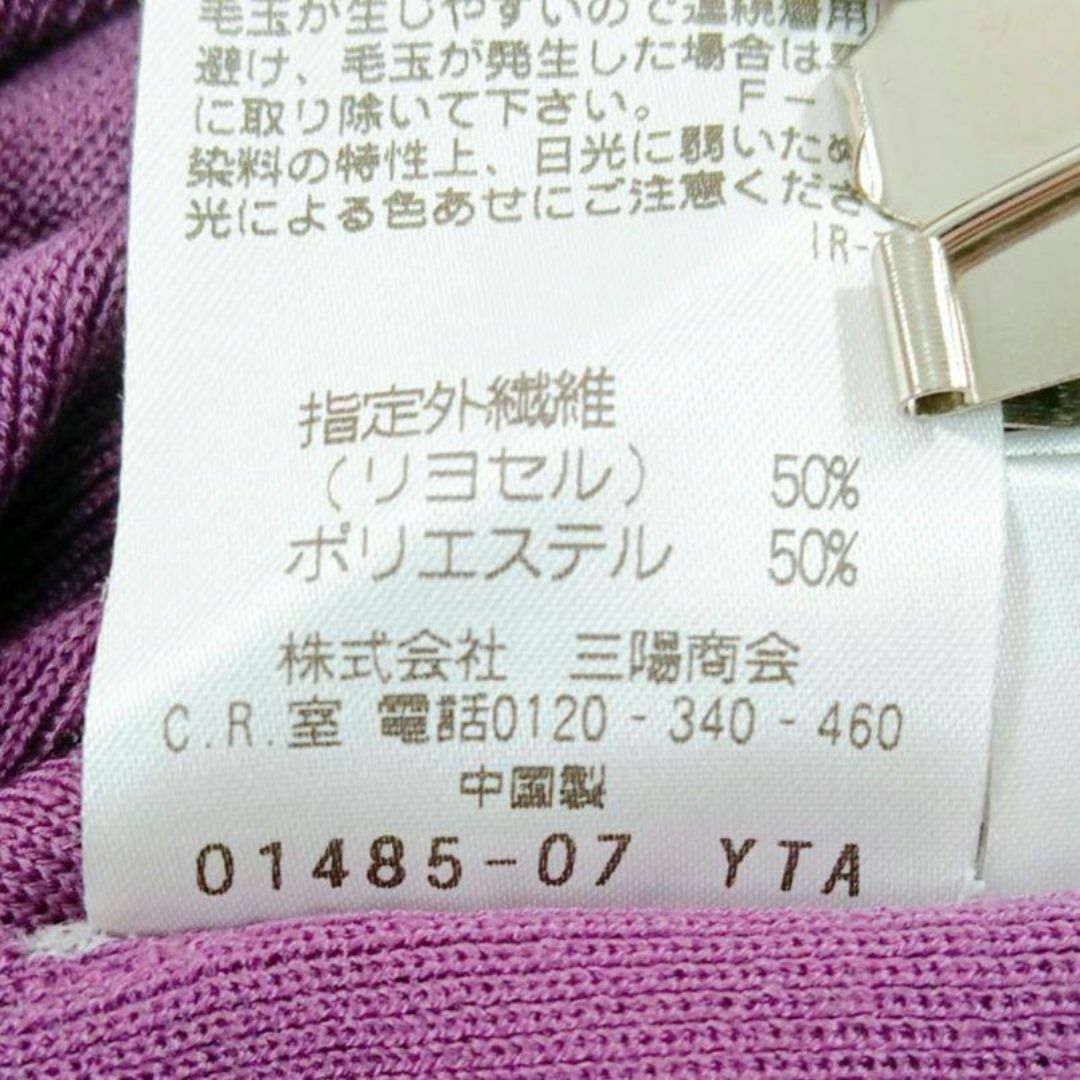 毛玉が生じやすいので連続着用
避け、毛玉が発生した場合は
に取り除いて下さい。 F-
染料の特性上、日光に弱いため
光による色あせにご注意くださ
IR-
指定外繊維
(リヨセル) 50%
ポリエステル 50%
株式会社 三陽商会
C.R.室 電話0120-340-460
中国製
01485-07 YTA